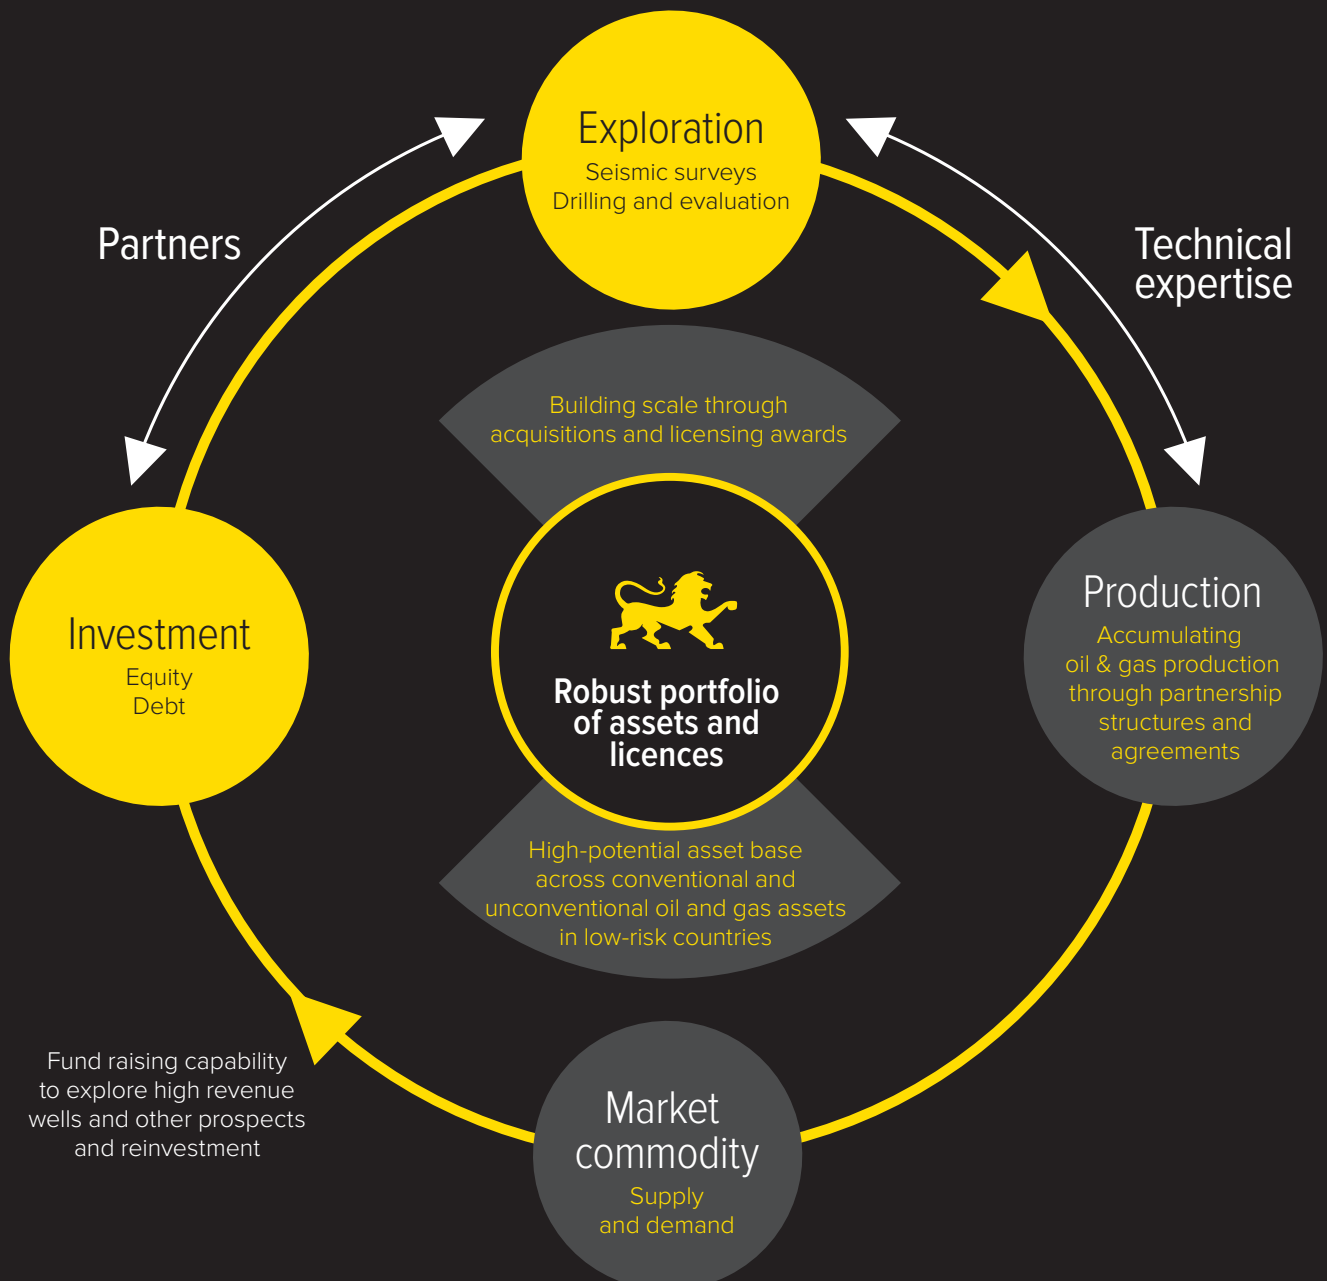 Exploration
Seismic surveys
Drilling and evaluation
Partners
Technical
expertise
Building scale through
acquisitions and licensing awards
Investment
Equity
Debt
Robust portfolio
of assets and
licences
Production
Accumulating
oil & gas production
through partnership
structures and
agreements
High-potential asset base
across conventional and
unconventional oil and gas assets
in low-risk countries
Fund raising capability
to explore high revenue
wells and other prospects
and reinvestment
Market
commodity
Supply
and demand